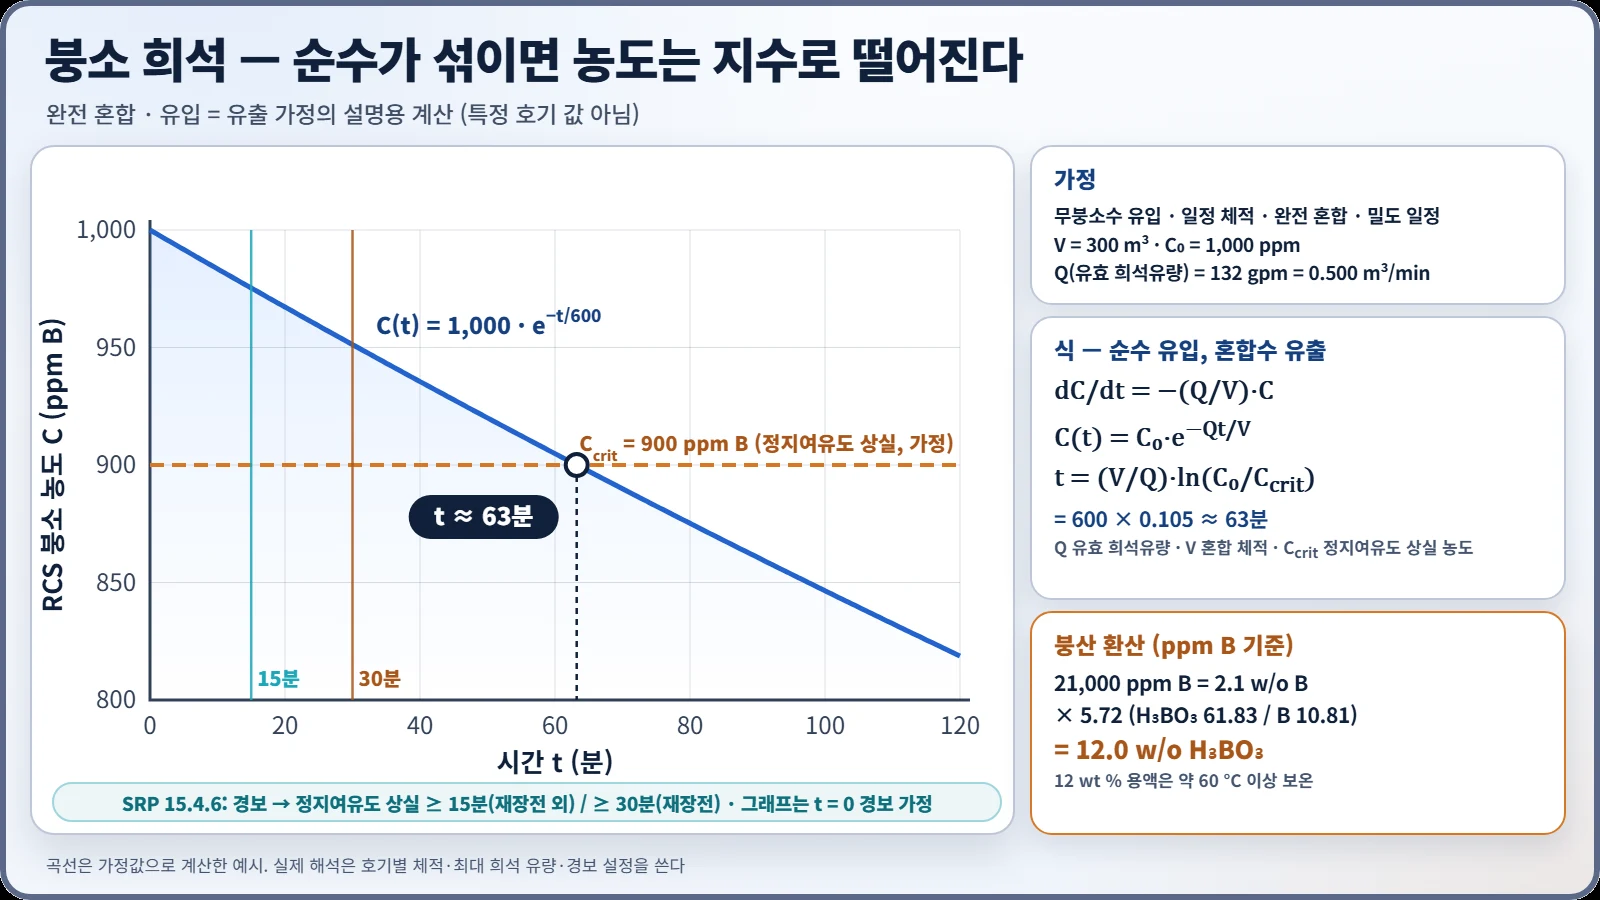 붕소 희석 — 순수가 섞이면 농도는 지수로 떨어진다
완전 혼합 · 유입 = 유출 가정의 설명용 계산 (특정 호기 값 아님)
RCS 붕소 농도 C (ppm B)
1,000
950
900
850
800
C(t) = 1,000 · e⁻ᵗ/⁶⁰⁰
C_crit = 900 ppm B (정지여유도 상실, 가정)
t ≈ 63분
15분
30분
0 20 40 60 80 100 120
시간 t (분)
SRP 15.4.6: 경보 → 정지여유도 상실 ≥ 15분(재장전 외) / ≥ 30분(재장전) · 그래프는 t = 0 경보 가정
가정
무붕소수 유입 · 일정 체적 · 완전 혼합 · 밀도 일정
V = 300 m³ · C₀ = 1,000 ppm
Q(유효 희석유량) = 132 gpm = 0.500 m³/min
식 — 순수 유입, 혼합수 유출
dC/dt = −(Q/V)·C
C(t) = C₀·e^−Qt/V
t = (V/Q)·ln(C₀/C_crit)
= 600 × 0.105 ≈ 63분
Q 유효 희석유량 · V 혼합 체적 · C_crit 정지여유도 상실 농도
붕산 환산 (ppm B 기준)
21,000 ppm B = 2.1 w/o B
× 5.72 (H₃BO₃ 61.83 / B 10.81)
= 12.0 w/o H₃BO₃
12 wt % 용액은 약 60 °C 이상 보온
곡선은 가정값으로 계산한 예시. 실제 해석은 호기별 체적·최대 희석 유량·경보 설정을 쓴다